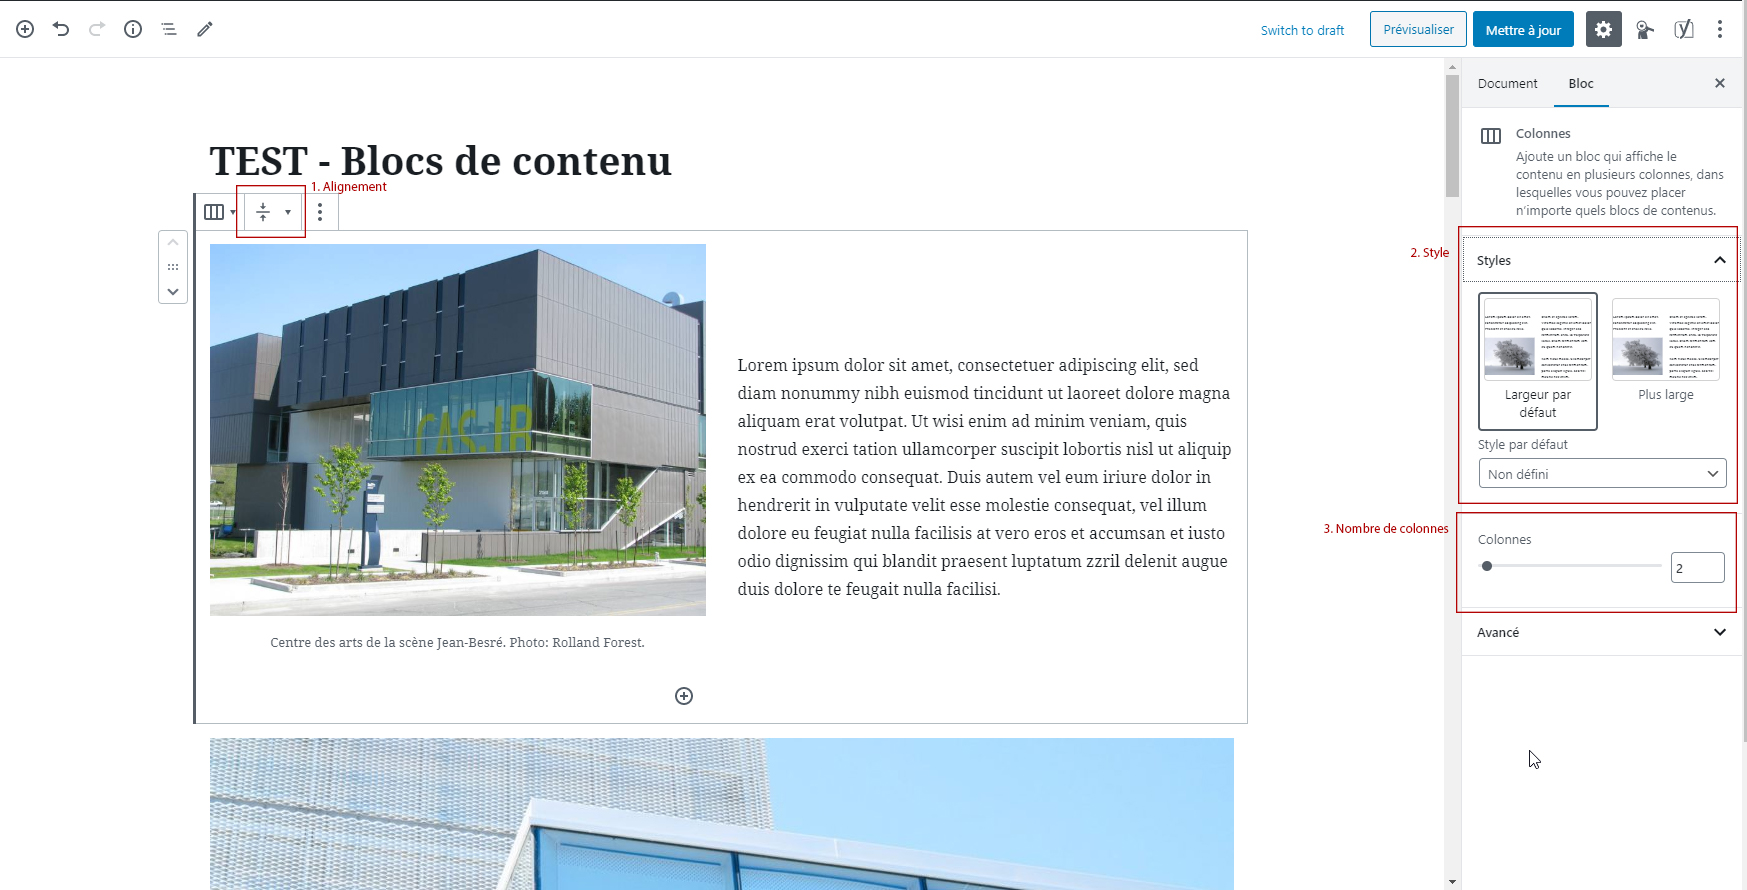 Switch to draft
Prévisualiser
Mettre à jour
Document
Bloc
Colonnes
Ajoute un bloc qui affiche le
contenu en plusieurs colonnes, dans
lesquelles vous pouvez placer
n'importe quels blocs de contenus.
TEST - Blocs de contenu
1. Alignement
2. Style
Styles
Largeur par
défaut
Plus large
Style par défaut
Non défini
3. Nombre de colonnes
Colonnes
2
Avancé
CAS.JB
Lorem ipsum dolor sit amet, consectetuer adipiscing elit, sed
diam nonummy nibh euismod tincidunt ut laoreet dolore magna
aliquam erat volutpat. Ut wisi enim ad minim veniam, quis
nostrud exerci tation ullamcorper suscipit lobortis nisl ut aliquip
ex ea commodo consequat. Duis autem vel eum iriure dolor in
hendrerit in vulputate velit esse molestie consequat, vel illum
dolore eu feugiat nulla facilisis at vero eros et accumsan et iusto
odio dignissim qui blandit praesent luptatum zzril delenit augue
duis dolore te feugait nulla facilisi.
Centre des arts de la scène Jean-Besré. Photo: Rolland Forest.